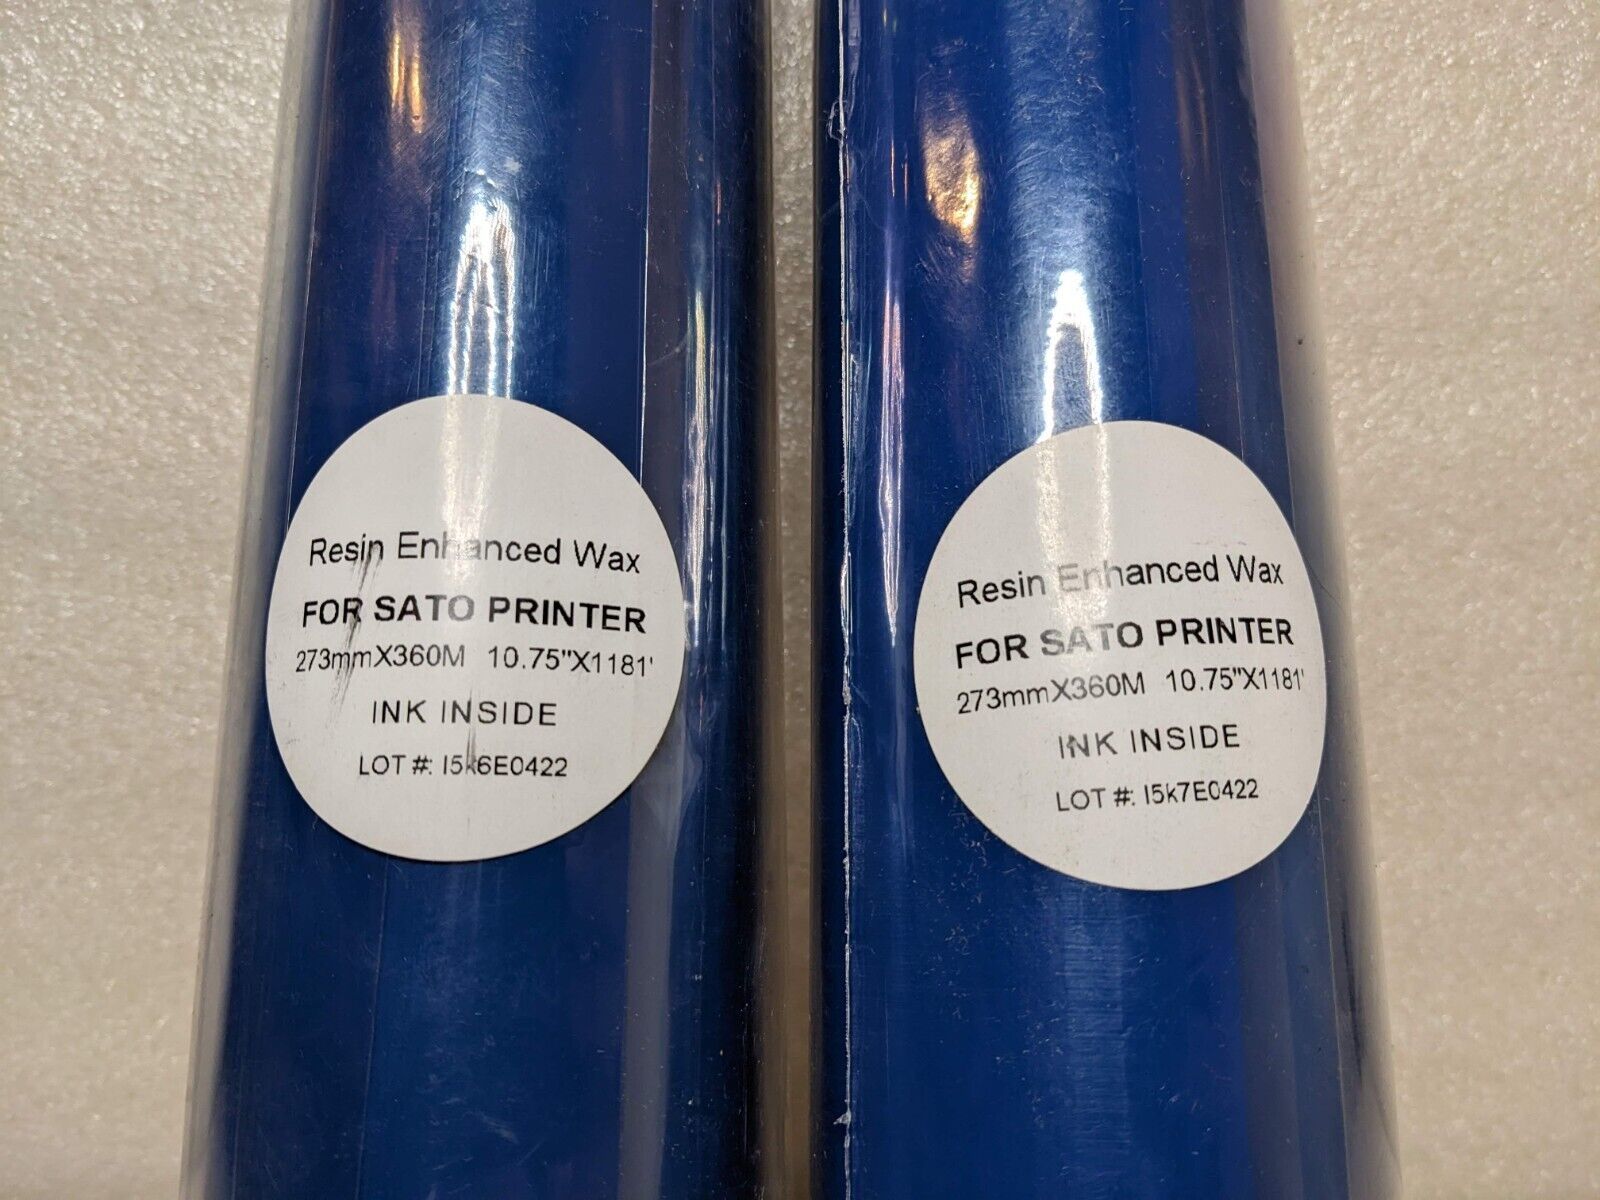 Resin Enhanced Wax
FOR SATO PRINTER
273mmX360M 10.75"X1181'
INK INSIDE
LOT #: I5k6E0422
Resin Enhanced Wax
FOR SATO PRINTER
273mmX360M 10.75"X1181'
INK INSIDE
LOT #: I5k7E0422